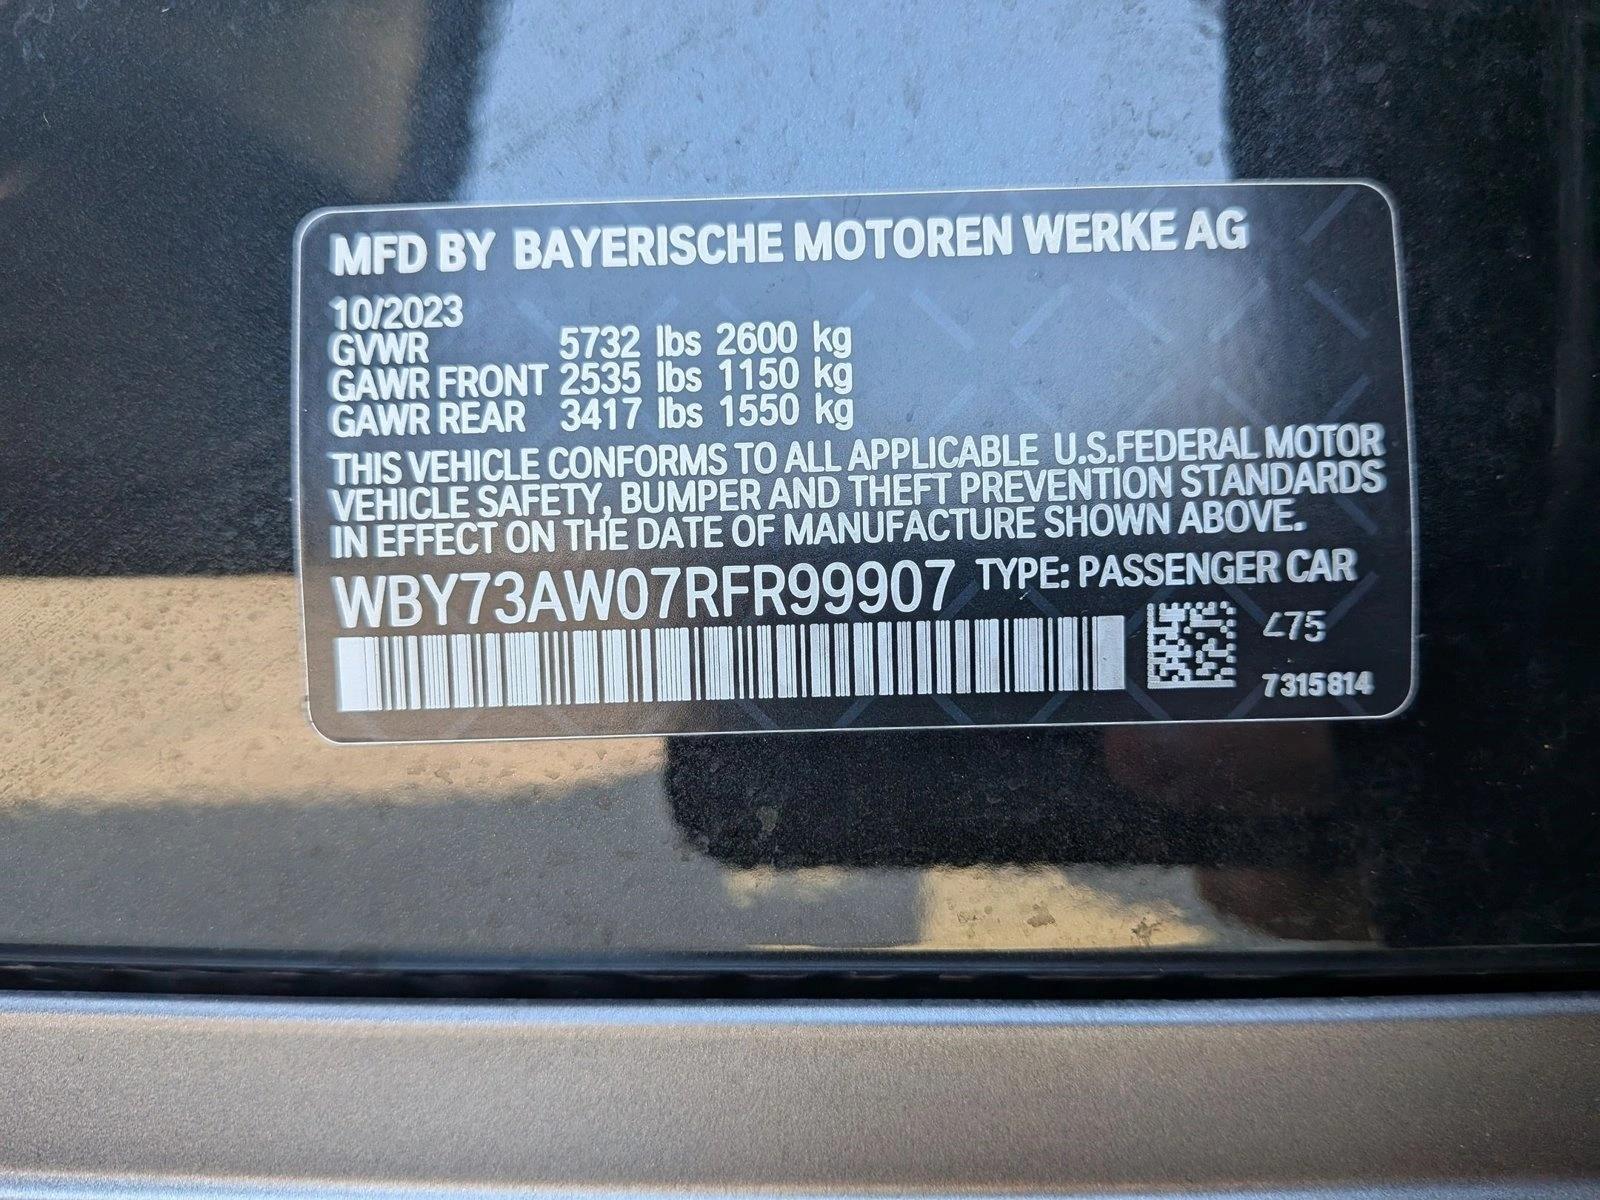 MFD BY BAYERISCHE MOTOREN WERKE AG
10/2023
GVWR 5732 lbs 2600 kg
GAWR FRONT 2535 lbs 1150 kg
GAWR REAR 3417 lbs 1550 kg
THIS VEHICLE CONFORMS TO ALL APPLICABLE U.S.FEDERAL MOTOR
VEHICLE SAFETY, BUMPER AND THEFT PREVENTION STANDARDS
IN EFFECT ON THE DATE OF MANUFACTURE SHOWN ABOVE.
WBY73AW07RFR99907 TYPE: PASSENGER CAR
475
7315814